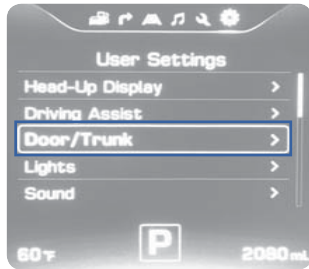 User Settings
Head-Up Display >
Driving Assist >
Door/Trunk >
Lights >
Sound >
P
60°F 2080 mi.